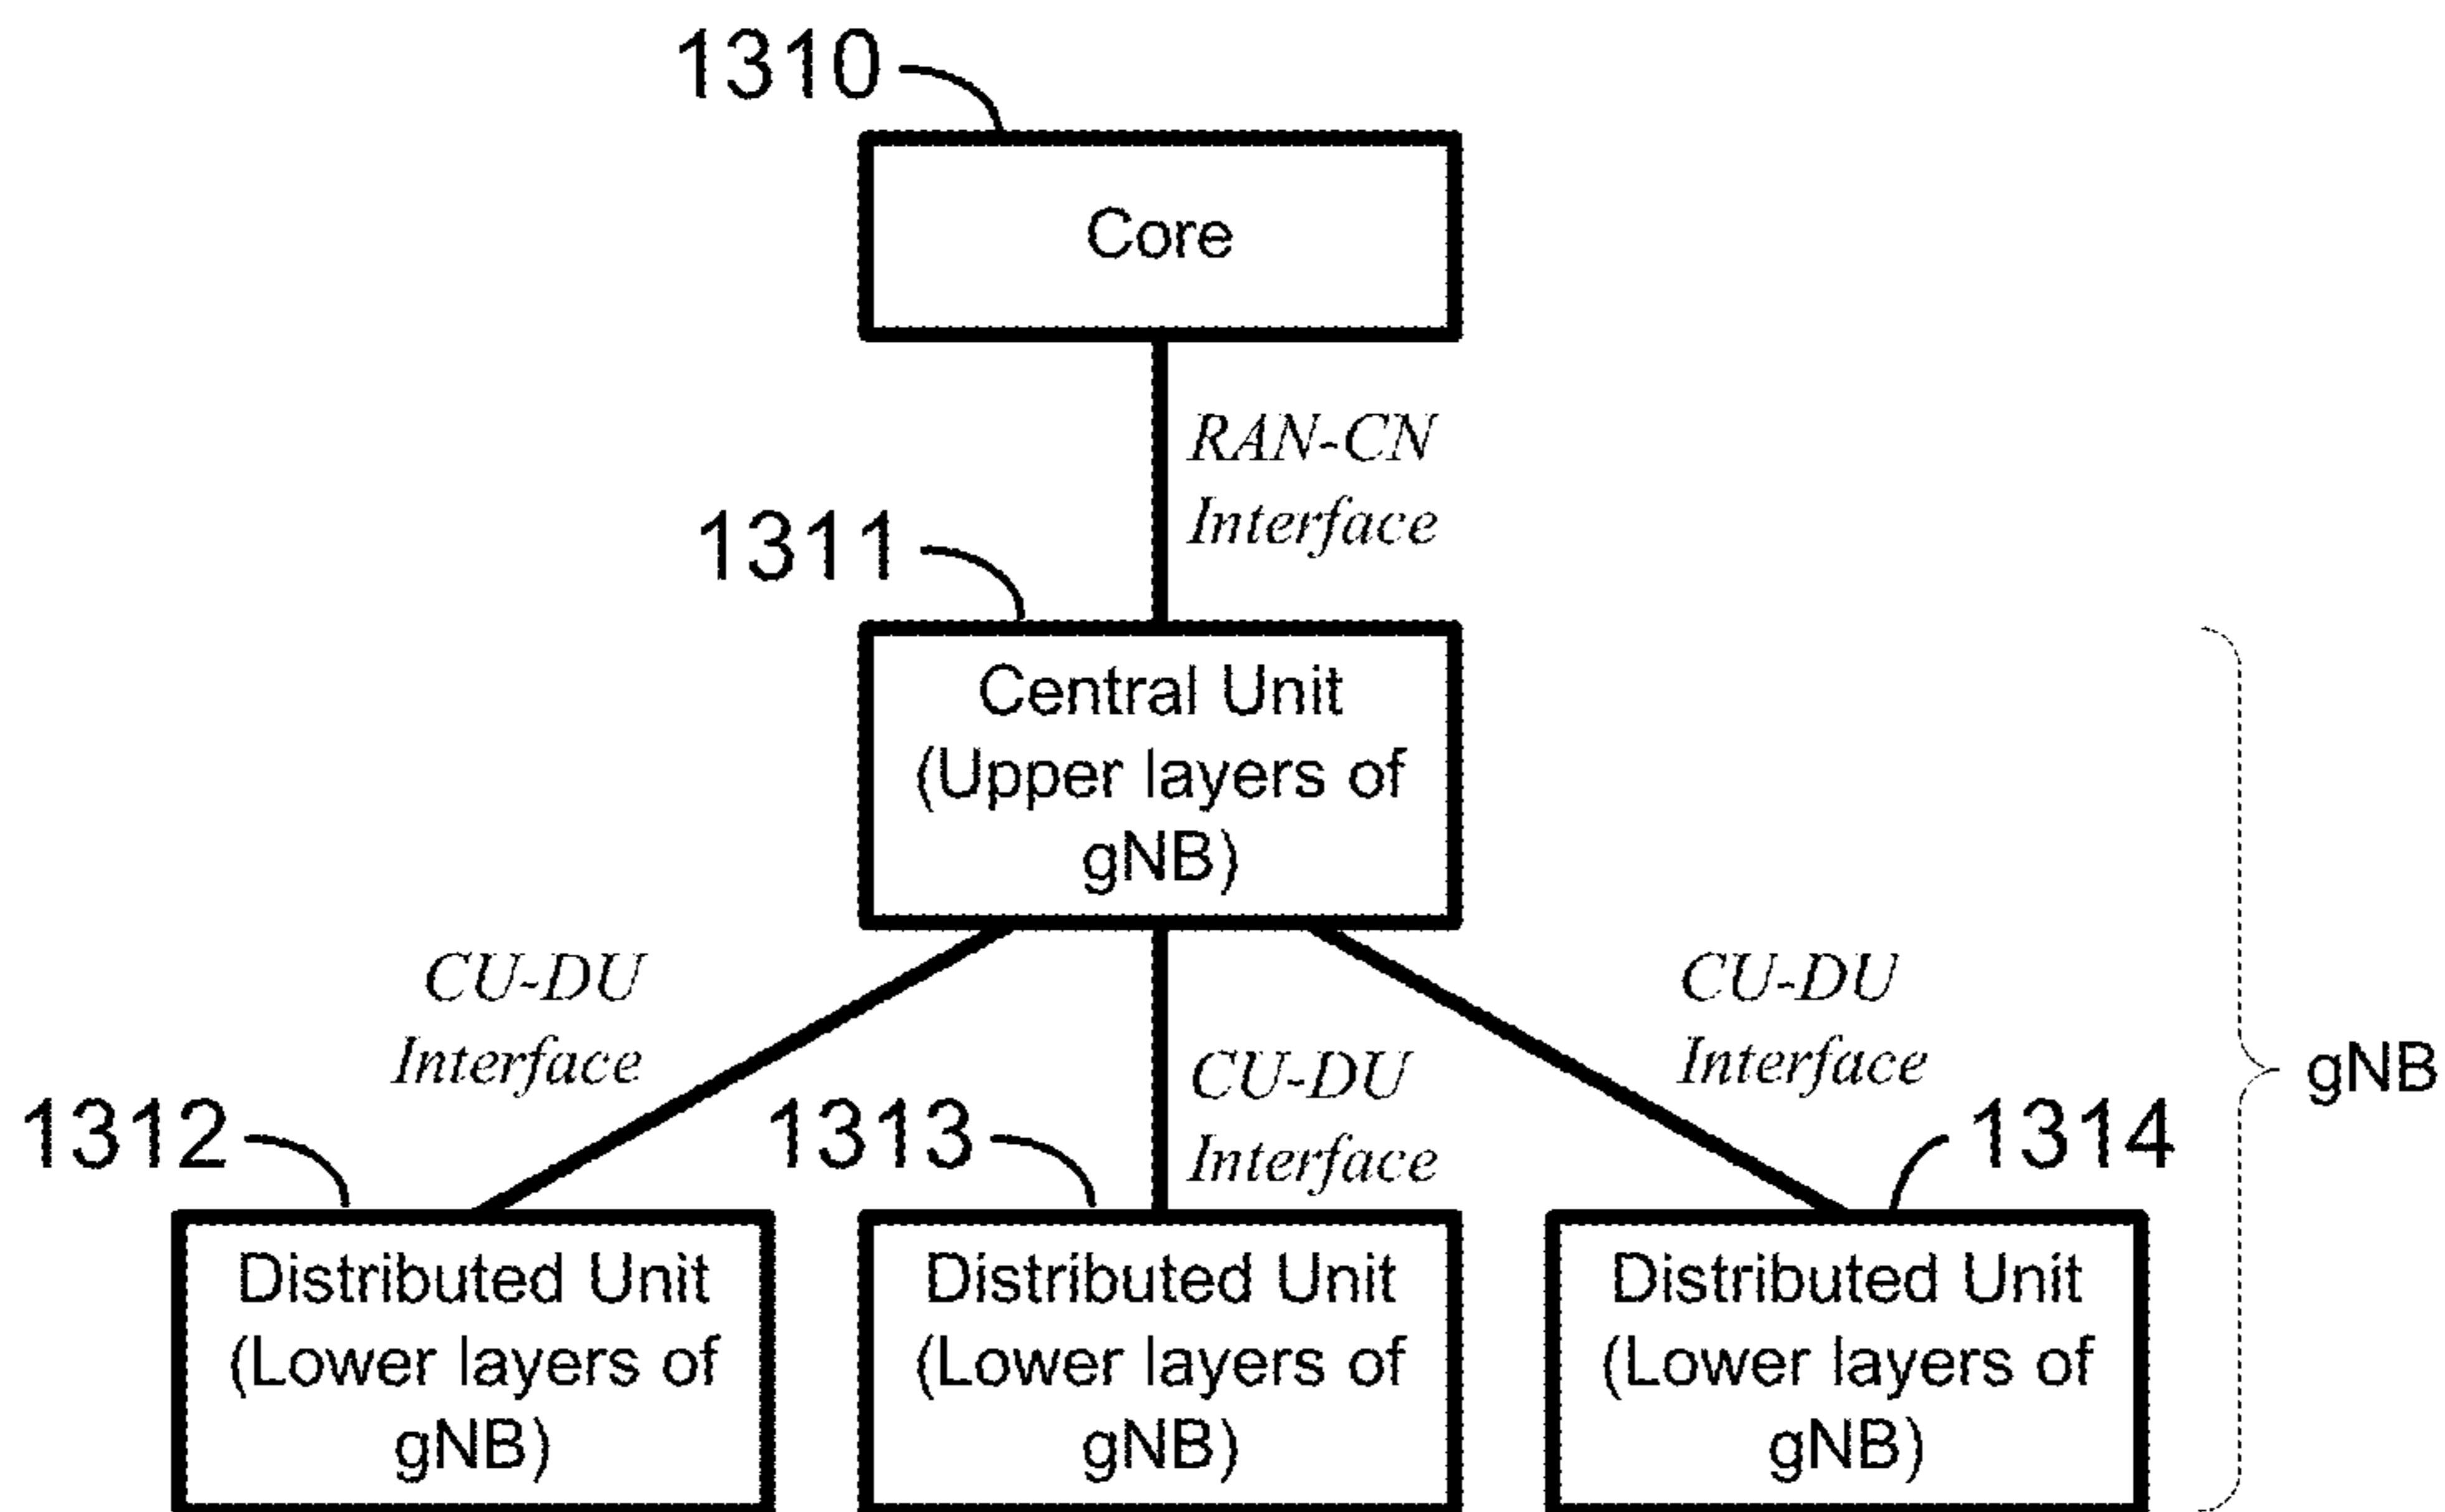 1310
Core
RAN-CN
Interface
1311
Central Unit
(Upper layers of
gNB)
CU-DU
Interface
CU-DU
Interface
CU-DU
Interface
gNB
1312
1313
1314
Distributed Unit
(Lower layers of
gNB)
Distributed Unit
(Lower layers of
gNB)
Distributed Unit
(Lower layers of
gNB)